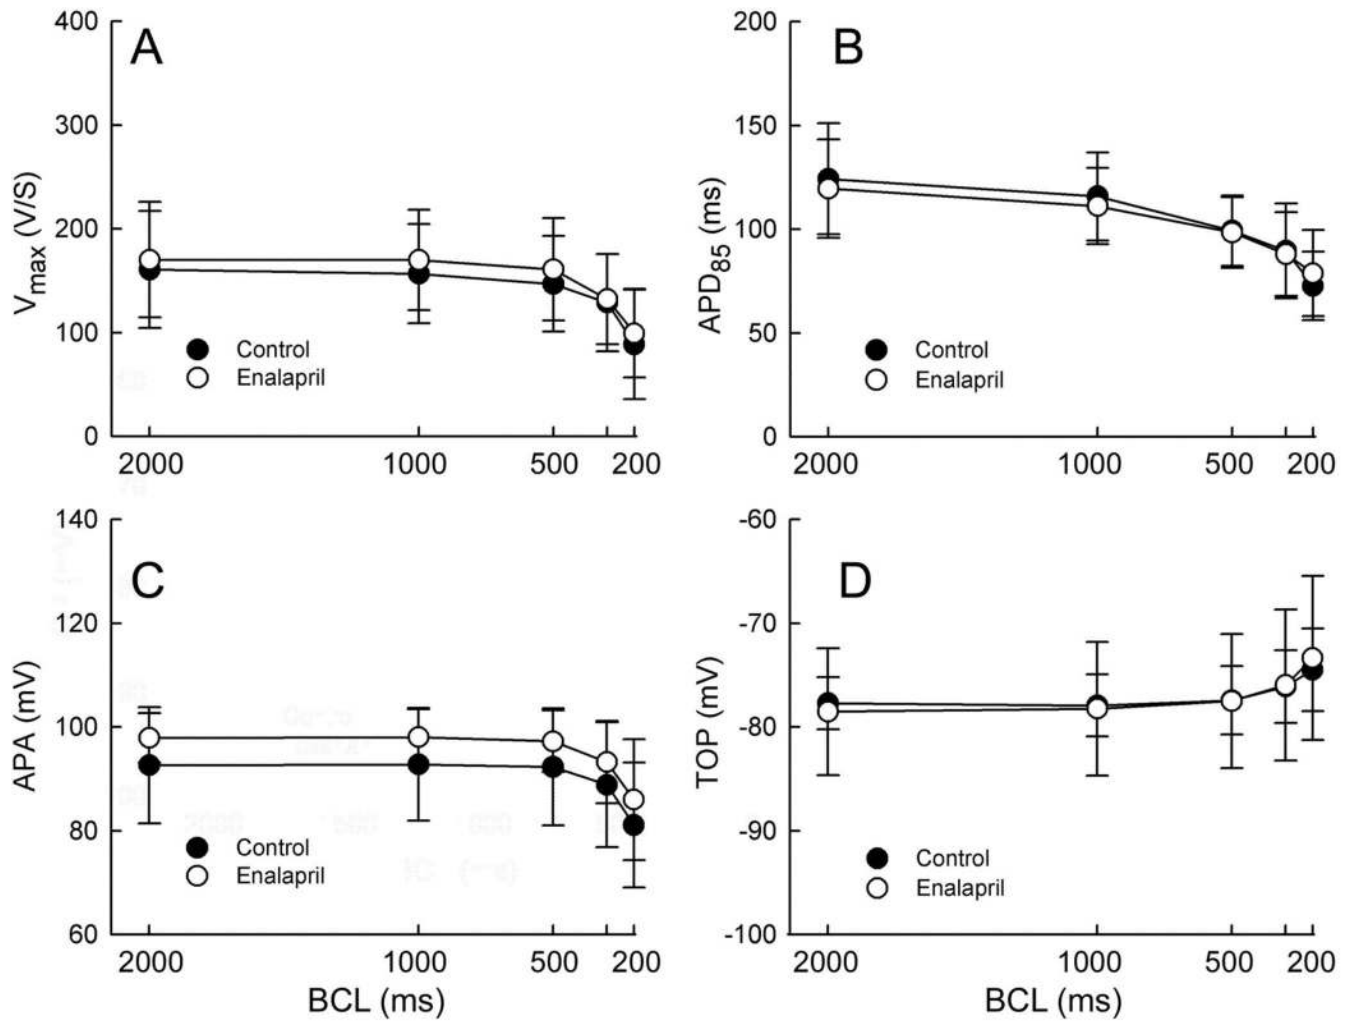 A
400
300
200
100
0
V_max (V/S)
Control
Enalapril
2000 1000 500 200
B
200
150
100
50
0
APD_85 (ms)
Control
Enalapril
2000 1000 500 200
C
140
120
100
80
60
APA (mV)
Control
Enalapril
2000 1000 500 200
BCL (ms)
D
-60
-70
-80
-90
-100
TOP (mV)
Control
Enalapril
2000 1000 500 200
BCL (ms)